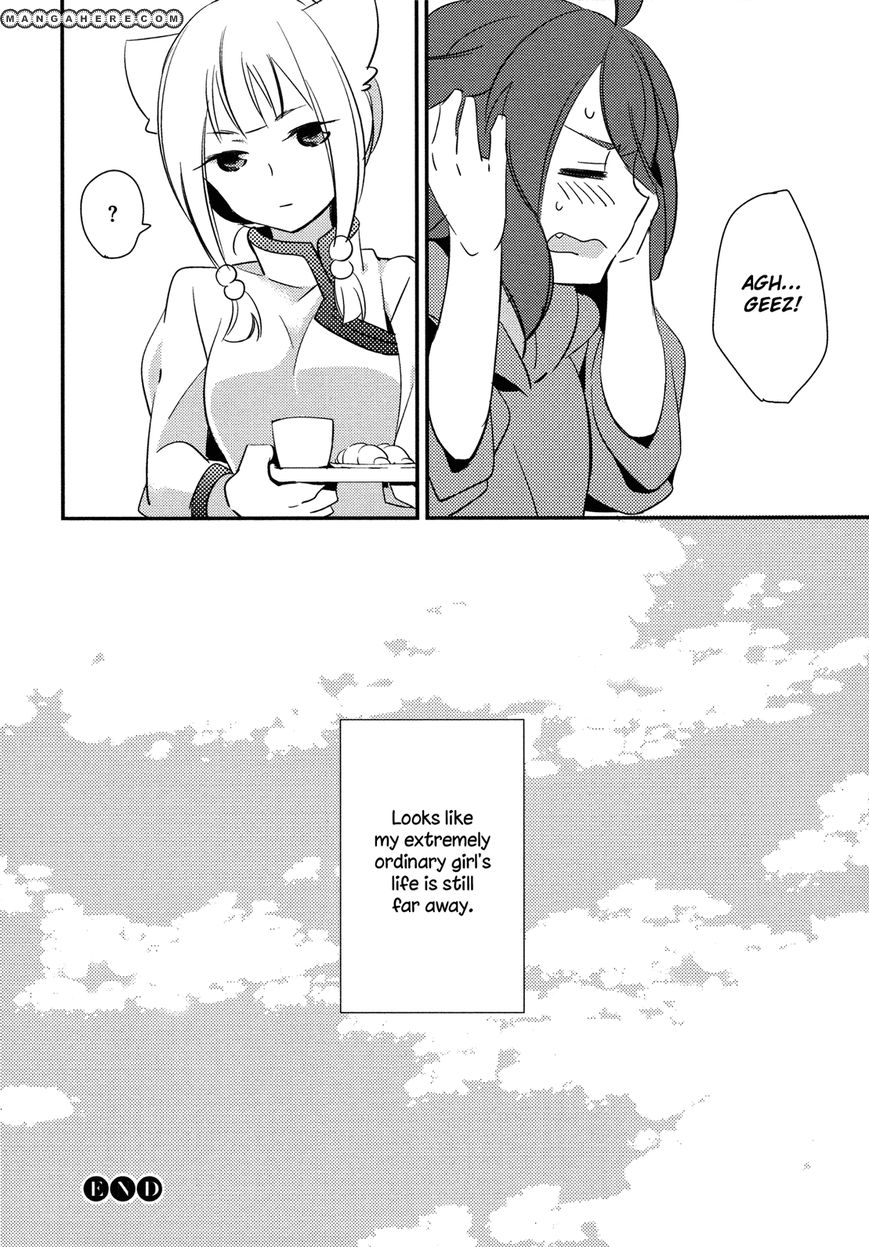 MANGAHERE.COM
AGH...
GEEZ!
?
Looks like
my extremely
ordinary girl's
life is still
far away.
END